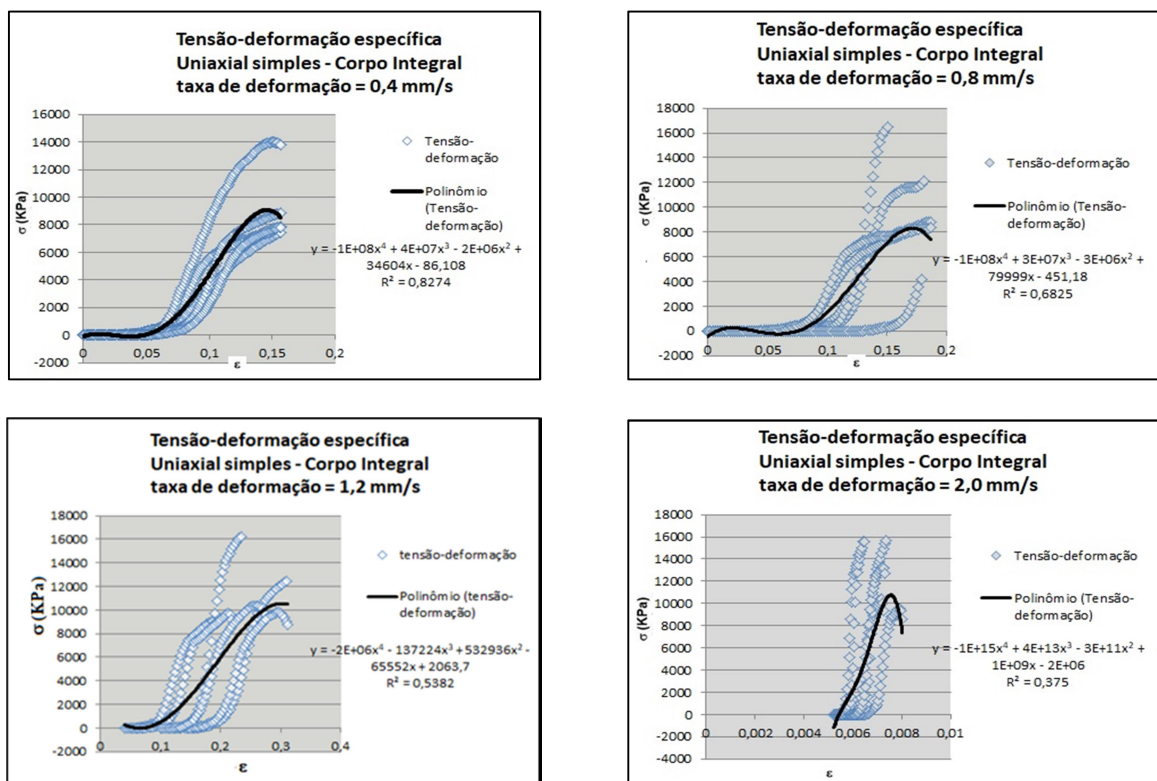 Tensão-deformação específica
Uniaxial simples - Corpo Integral
taxa de deformação = 0,4 mm/s
16000
14000
12000
10000
8000
6000
4000
2000
0
-2000
σ (KPa)
0
0,05
0,1
0,15
0,2
ε
Tensão-
deformação
Polinômio
(Tensão-
deformação)
y = -1E+08x⁴ + 4E+07x³ - 2E+06x² +
34604x - 86,108
R² = 0,8274
Tensão-deformação específica
Uniaxial simples - Corpo Integral
taxa de deformação = 0,8 mm/s
18000
16000
14000
12000
10000
8000
6000
4000
2000
0
-2000
σ (KPa)
0
0,05
0,1
0,15
0,2
ε
Tensão-deformação
Polinômio (Tensão-
deformação)
y = -1E+08x⁴ + 3E+07x³ - 3E+06x² +
79999x - 451,18
R² = 0,6825
Tensão-deformação específica
Uniaxial simples - Corpo Integral
taxa de deformação = 1,2 mm/s
18000
16000
14000
12000
10000
8000
6000
4000
2000
0
-2000
σ (KPa)
0
0,1
0,2
0,3
0,4
ε
tensão-deformação
Polinômio (tensão-
deformação)
y = -2E+06x⁴ - 137224x³ + 532936x² -
65552x + 2063,7
R² = 0,5382
Tensão-deformação específica
Uniaxial simples - Corpo Integral
taxa de deformação = 2,0 mm/s
18000
16000
14000
12000
10000
8000
6000
4000
2000
0
-2000
-4000
σ (KPa)
0
0,002
0,004
0,006
0,008
0,01
ε
Tensão-deformação
Polinômio (Tensão-
deformação)
y = -1E+15x⁴ + 4E+13x³ - 3E+11x² +
1E+09x - 2E+06
R² = 0,375